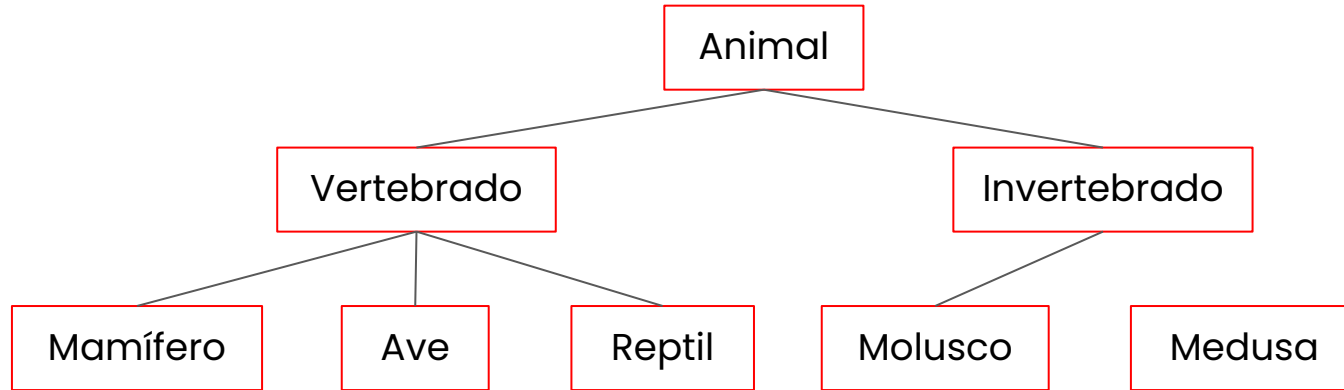 Animal
Vertebrado
Invertebrado
Mamífero
Ave
Reptil
Molusco
Medusa